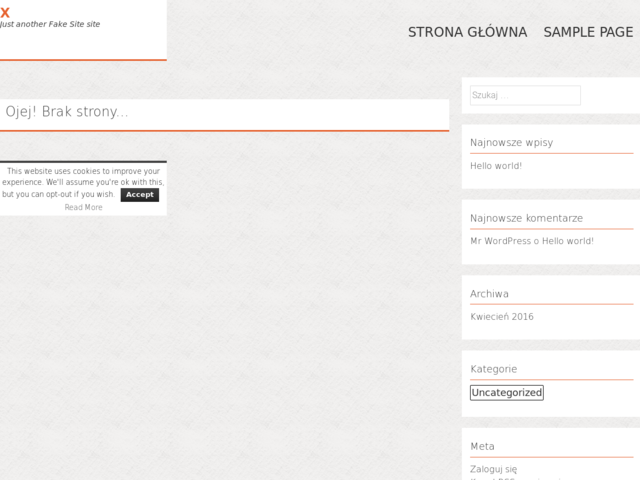 X
Just another Fake Site site
STRONA GŁÓWNA
SAMPLE PAGE
Ojej! Brak strony...
This website uses cookies to improve your
experience. We'll assume you're ok with this,
but you can opt-out if you wish. Accept
Read More
Szukaj ...
Najnowsze wpisy
Hello world!
Najnowsze komentarze
Mr WordPress o Hello world!
Archiwa
Kwiecień 2016
Kategorie
Uncategorized
Meta
Zaloguj się